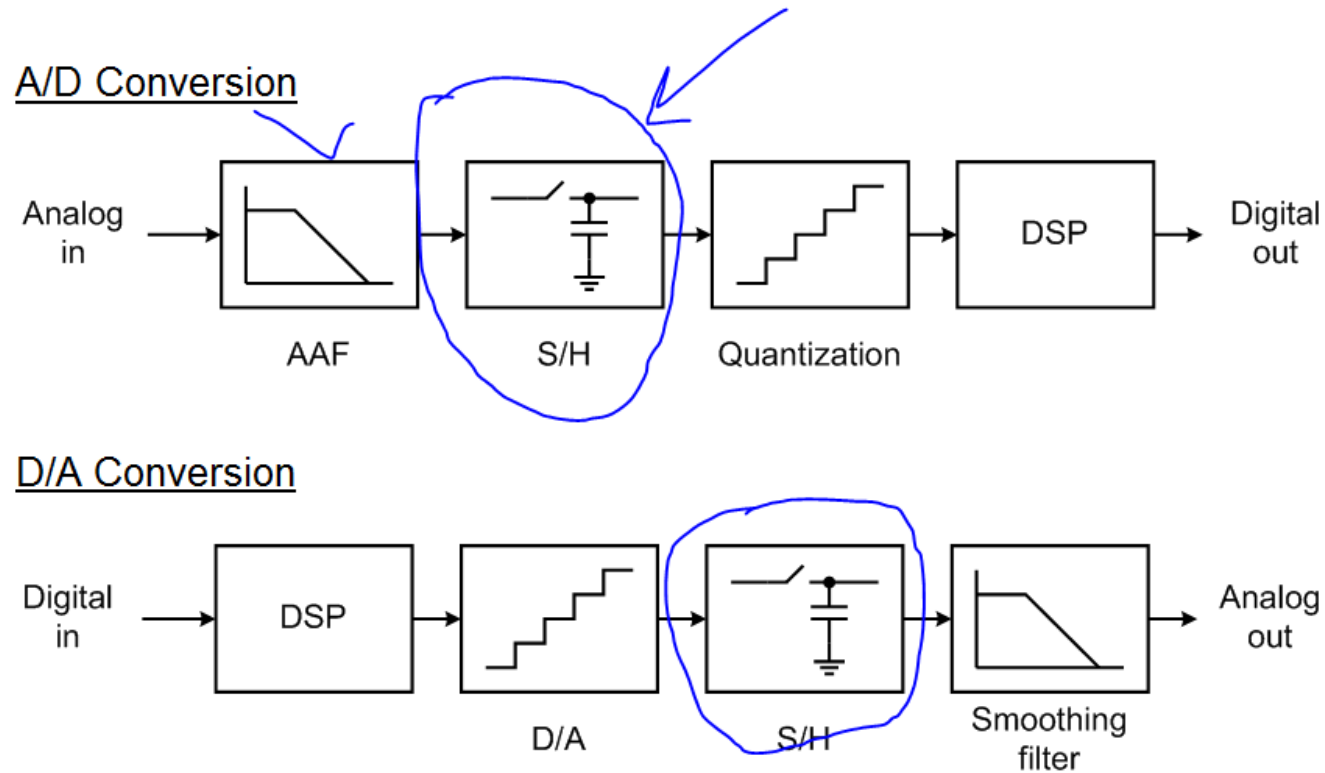 A/D Conversion
Analog
in
DSP
Digital
out
AAF
S/H
Quantization
D/A Conversion
Digital
in
DSP
Analog
out
D/A
S/H
Smoothing
filter